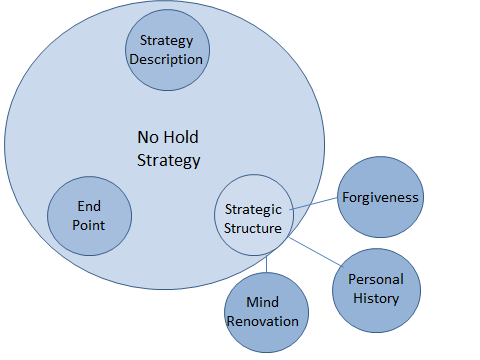 Strategy
Description
No Hold
Strategy
End
Point
Strategic
Structure
Forgiveness
Personal
History
Mind
Renovation